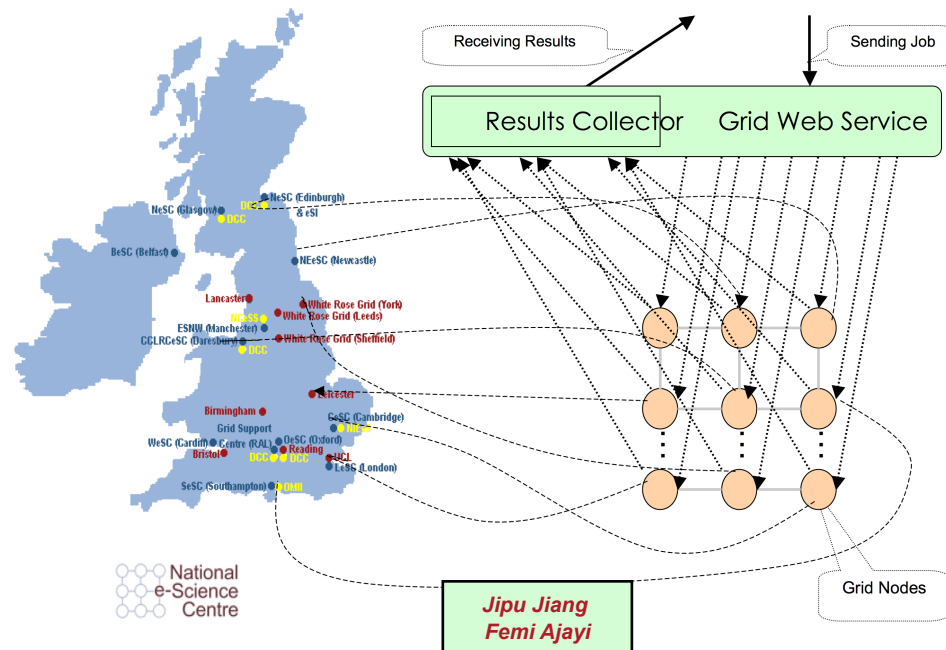 Receiving Results
Sending Job
Results Collector
Grid Web Service
NeSC (Edinburgh)
& eSI
DCC
NeSC (Glasgow)
DCC
BeSC (Belfast)
NEeSC (Newcastle)
Lancaster
White Rose Grid (York)
White Rose Grid (Leeds)
NCeSS
ESNW (Manchester)
CCLRCeSC (Daresbury)
White Rose Grid (Sheffield)
DCC
Leicester
Birmingham
CeSC (Cambridge)
Grid Support
Centre (RAL)
OeSC (Oxford)
WeSC (Cardiff)
Bristol
Reading
DCC
DCC
UCL
LeSC (London)
SeSC (Southampton)
OMII
National
e-Science
Centre
Jipu Jiang
Femi Ajayi
Grid Nodes